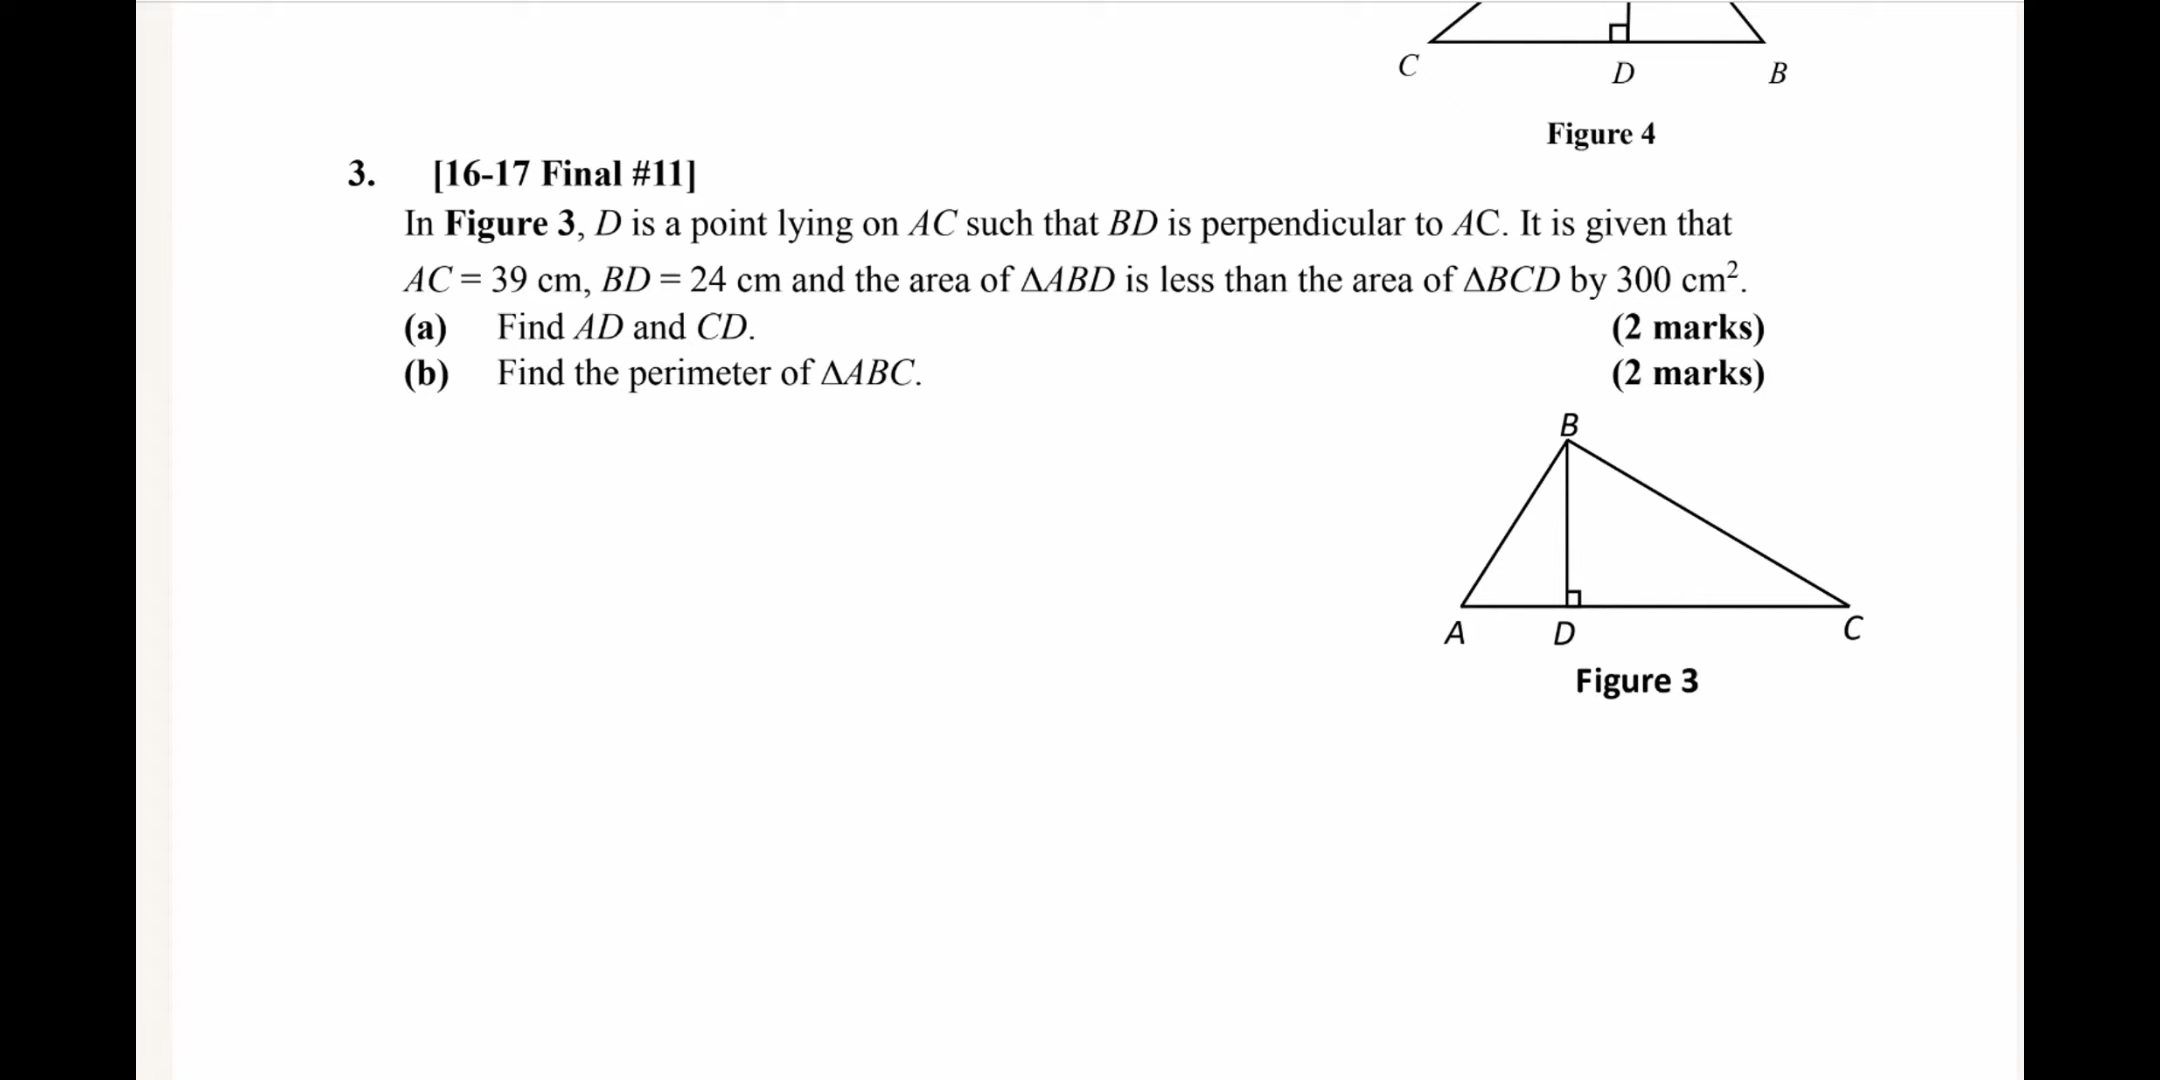 C D B
Figure 4
3. [16-17 Final #11]
In Figure 3, D is a point lying on AC such that BD is perpendicular to AC. It is given that
AC = 39 cm, BD = 24 cm and the area of ΔABD is less than the area of ΔBCD by 300 cm².
(a) Find AD and CD. (2 marks)
(b) Find the perimeter of ΔABC. (2 marks)
B
A D C
Figure 3